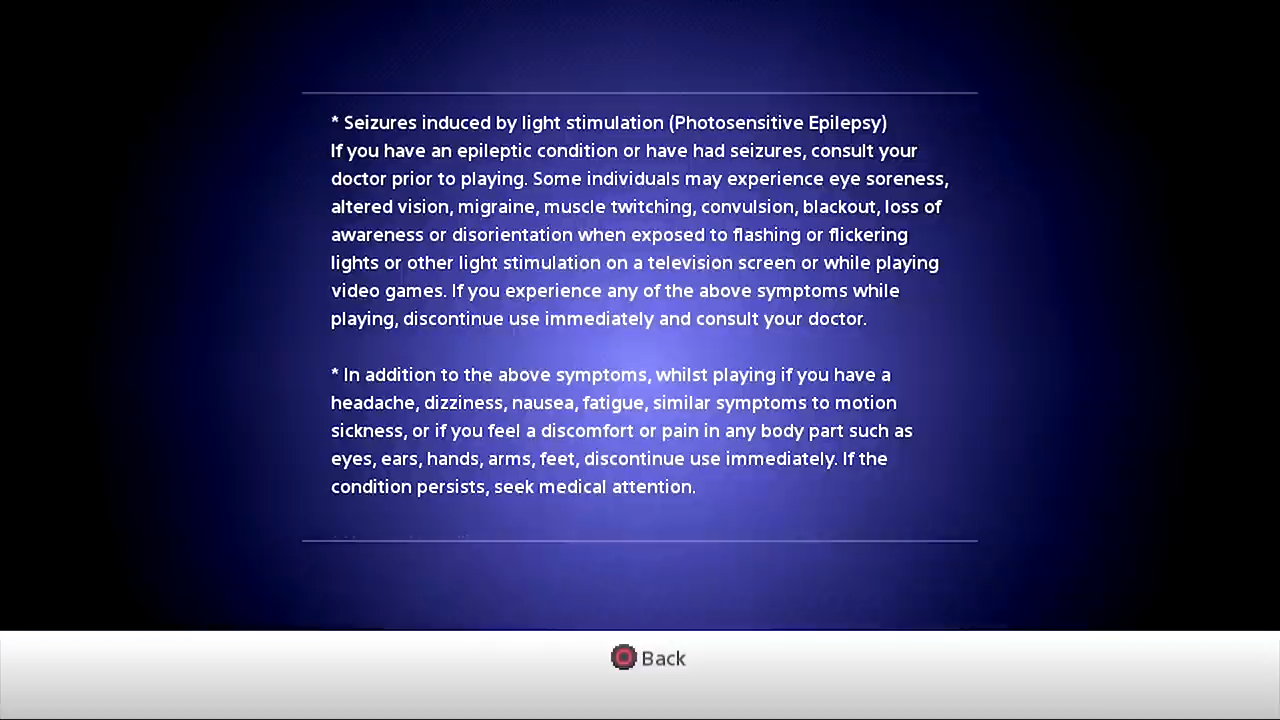 * Seizures induced by light stimulation (Photosensitive Epilepsy)
If you have an epileptic condition or have had seizures, consult your
doctor prior to playing. Some individuals may experience eye soreness,
altered vision, migraine, muscle twitching, convulsion, blackout, loss of
awareness or disorientation when exposed to flashing or flickering
lights or other light stimulation on a television screen or while playing
video games. If you experience any of the above symptoms while
playing, discontinue use immediately and consult your doctor.
* In addition to the above symptoms, whilst playing if you have a
headache, dizziness, nausea, fatigue, similar symptoms to motion
sickness, or if you feel a discomfort or pain in any body part such as
eyes, ears, hands, arms, feet, discontinue use immediately. If the
condition persists, seek medical attention.
Back